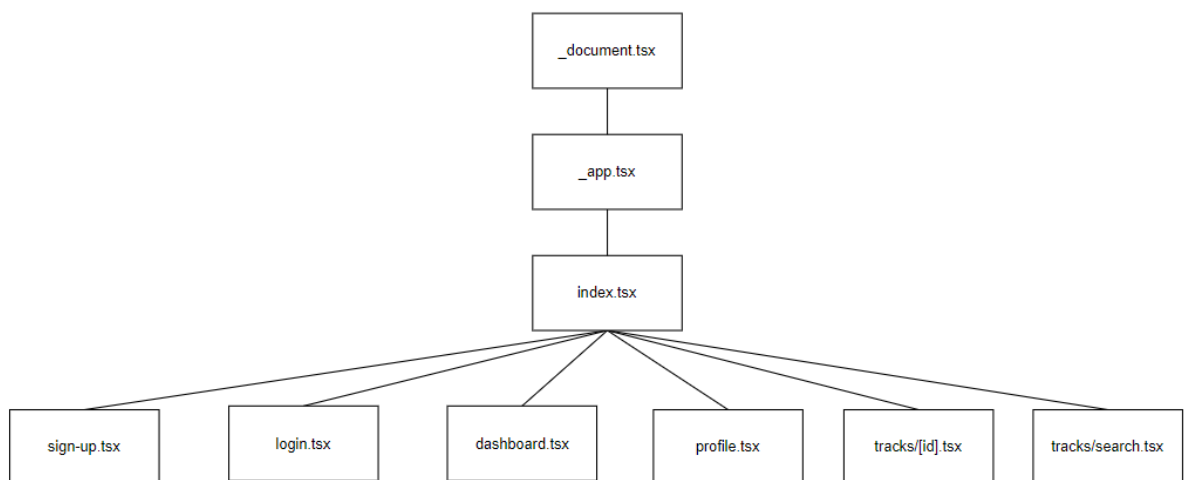 _document.tsx
_app.tsx
index.tsx
sign-up.tsx
login.tsx
dashboard.tsx
profile.tsx
tracks/[id].tsx
tracks/search.tsx